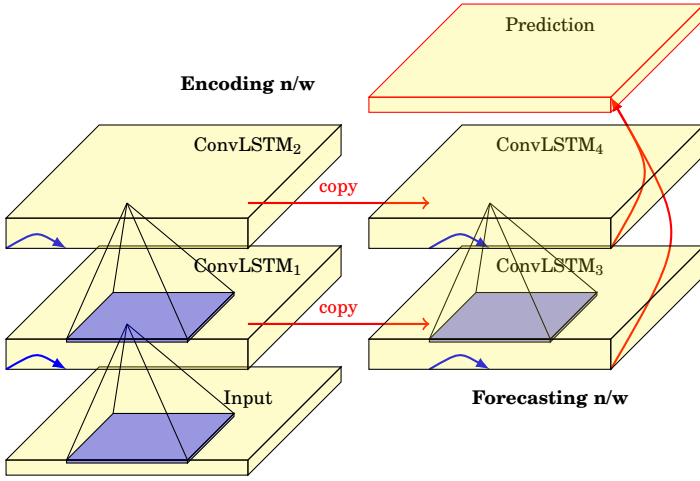 Prediction
Encoding n/w
ConvLSTM₂
ConvLSTM₄
copy
ConvLSTM₁
ConvLSTM₃
copy
Input
Forecasting n/w